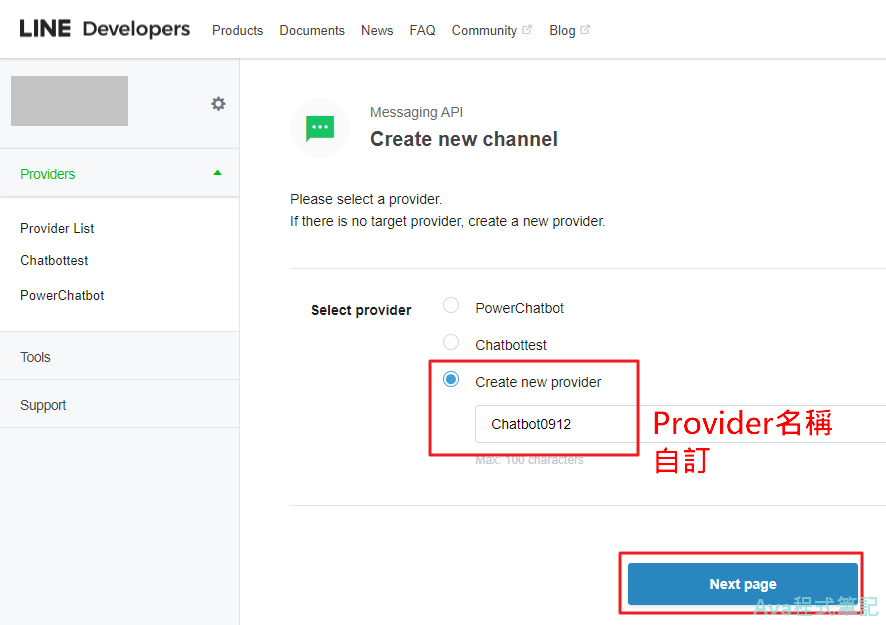 LINE Developers Products Documents News FAQ Community Blog
Messaging API
Create new channel
Providers
Please select a provider.
If there is no target provider, create a new provider.
Provider List
Chatbottest
PowerChatbot
Select provider
PowerChatbot
Chatbottest
Create new provider
Chatbot0912
Provider名稱
自訂
Max. 100 characters
Tools
Support
Next page
Ava程式筆記